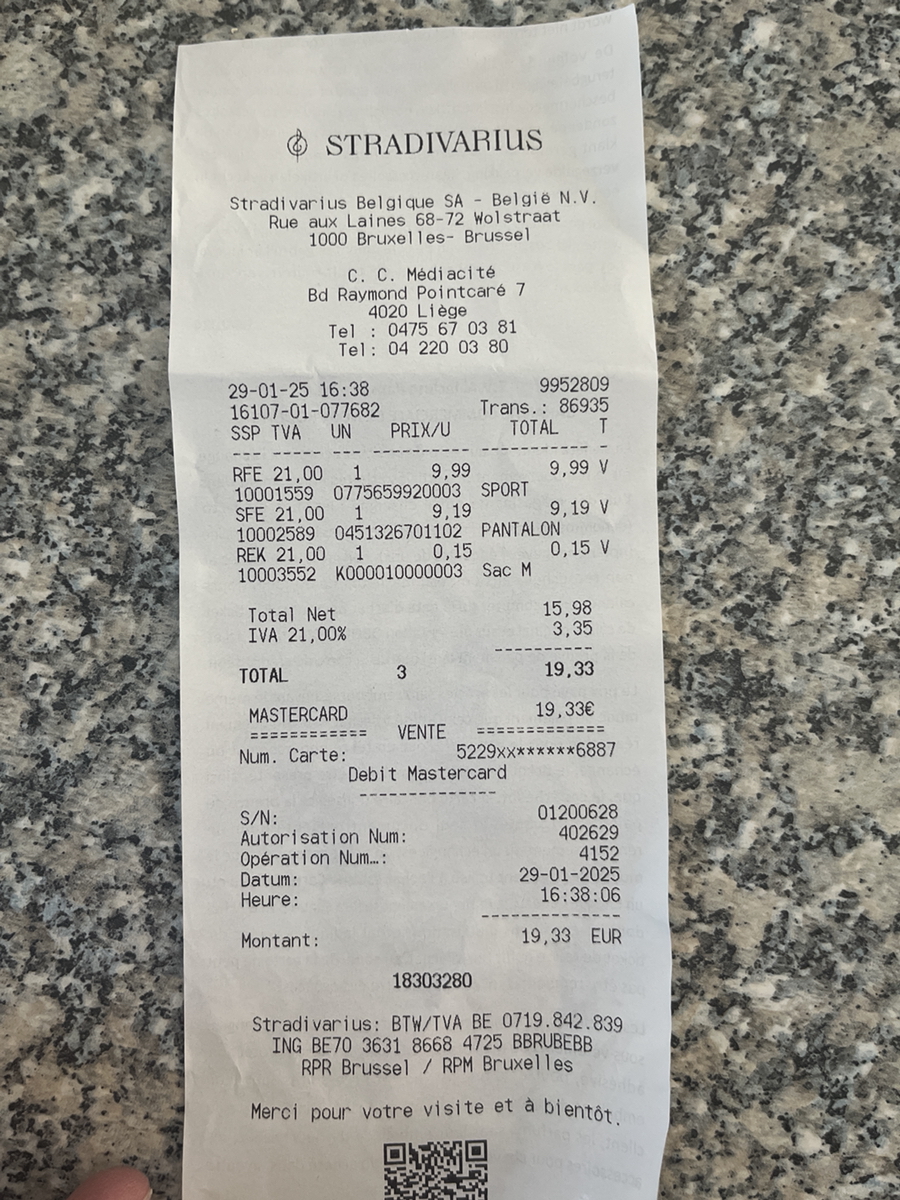 STRADIVARIUS
Stradivarius Belgique SA - België N.V.
Rue aux Laines 68-72 Wolstraat
1000 Bruxelles- Brussel
C. C. Médiacité
Bd Raymond Pointcaré 7
4020 Liège
Tel : 0475 67 03 81
Tel: 04 220 03 80
29-01-25 16:38 9952809
16107-01-077682 Trans.: 86935
SSP TVA UN PRIX/U TOTAL T
--- ----- --- ---------- ----------- -
RFE 21,00 1 9,99 9,99 V
10001559 0775659920003 SPORT
SFE 21,00 1 9,19 9,19 V
10002589 0451326701102 PANTALON
REK 21,00 1 0,15 0,15 V
10003552 K000010000003 Sac M
Total Net 15,98
IVA 21,00% 3,35
----------
TOTAL 3 19,33
MASTERCARD 19,33€
============ VENTE =============
Num. Carte: 5229xx******6887
Debit Mastercard
--------------
S/N: 01200628
Autorisation Num: 402629
Opération Num…: 4152
Datum: 29-01-2025
Heure: 16:38:06
--------------
Montant: 19,33 EUR
18303280
Stradivarius: BTW/TVA BE 0719.842.839
ING BE70 3631 8668 4725 BBRUBEBB
RPR Brussel / RPM Bruxelles
Merci pour votre visite et à bientôt.